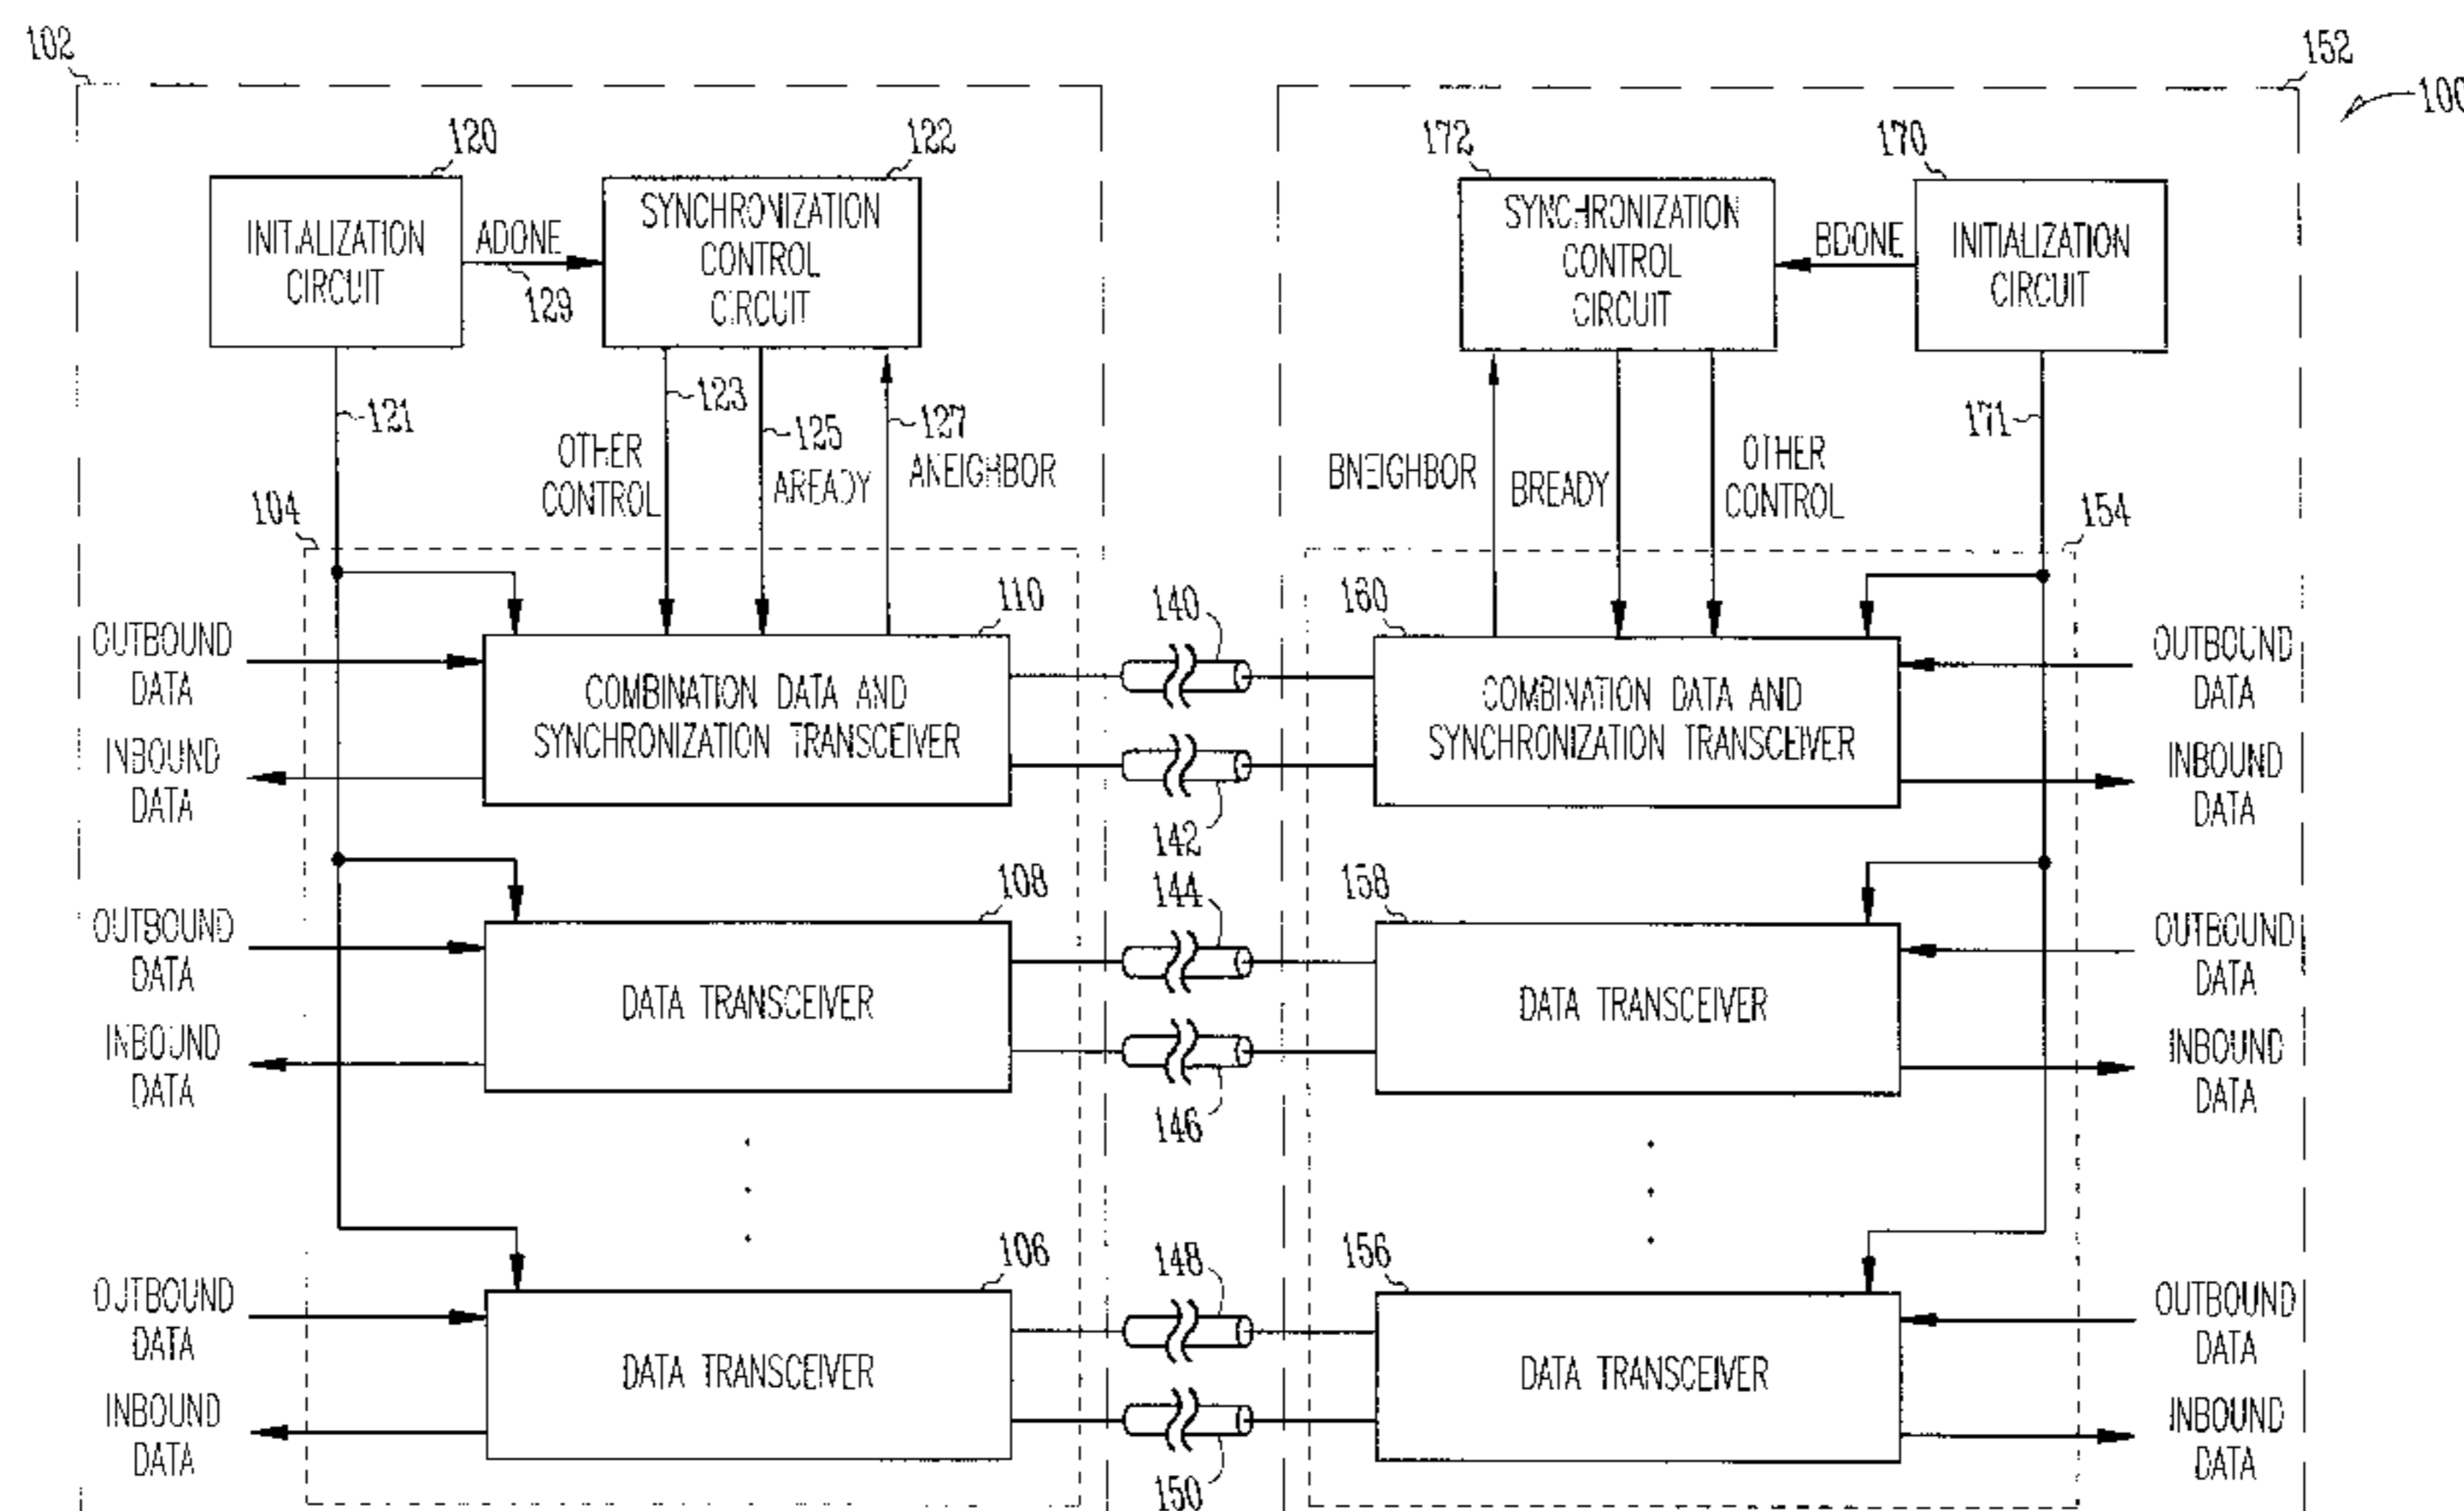 102
152
100
120
122
172
170
INITIALIZATION
CIRCUIT
ADONE
129
SYNCHRONIZATION
CONTROL
CIRCUIT
SYNCHRONIZATION
CONTROL
CIRCUIT
BDONE
INITIALIZATION
CIRCUIT
121
123
125
127
171
OTHER
CONTROL
AREADY
ANEIGHBOR
BNEIGHBOR
BREADY
OTHER
CONTROL
104
154
110
140
160
OUTBOUND
DATA
INBOUND
DATA
COMBINATION DATA AND
SYNCHRONIZATION TRANSCEIVER
COMBINATION DATA AND
SYNCHRONIZATION TRANSCEIVER
OUTBOUND
DATA
INBOUND
DATA
142
108
144
158
OUTBOUND
DATA
INBOUND
DATA
DATA TRANSCEIVER
DATA TRANSCEIVER
OUTBOUND
DATA
INBOUND
DATA
146
106
148
156
OUTBOUND
DATA
INBOUND
DATA
DATA TRANSCEIVER
DATA TRANSCEIVER
OUTBOUND
DATA
INBOUND
DATA
150